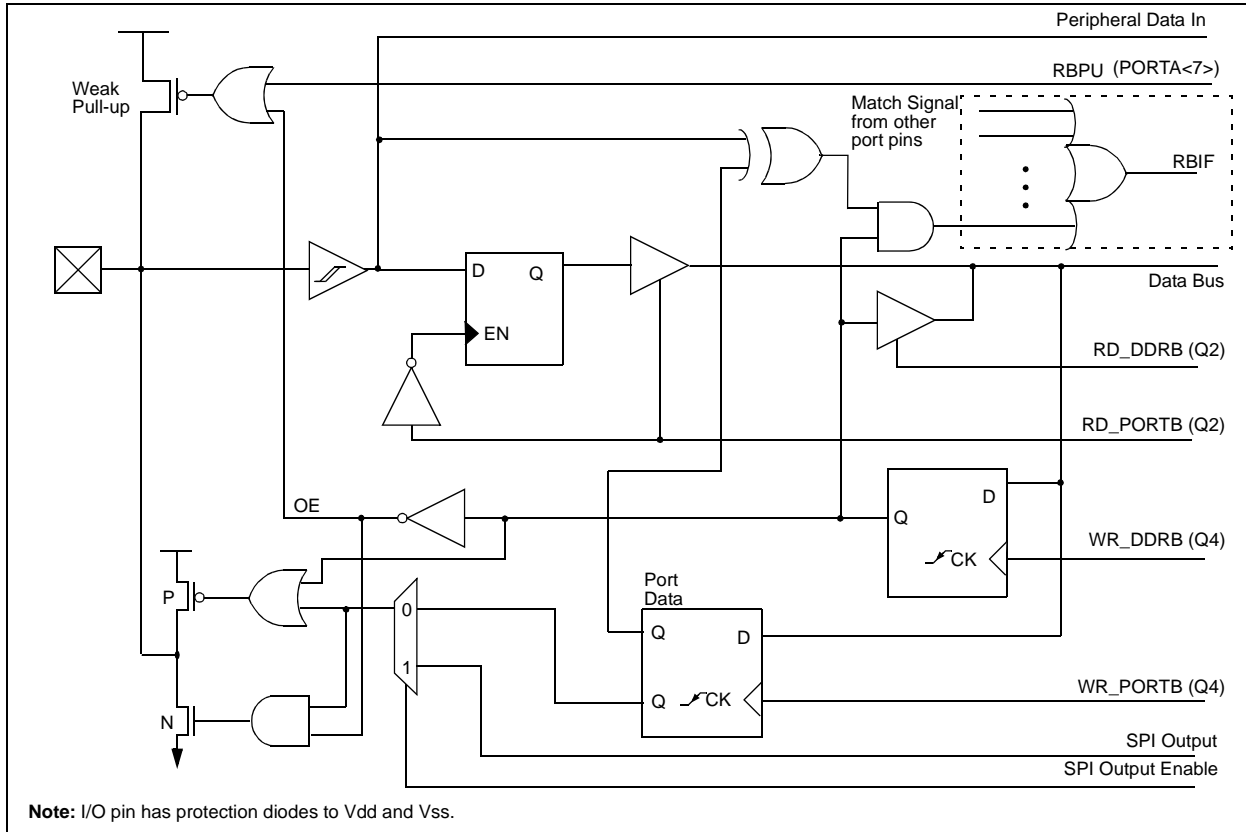 Peripheral Data In
RBPU (PORTA<7>)
Weak
Pull-up
Match Signal
from other
port pins
RBIF
D
Q
EN
Data Bus
RD_DDRB (Q2)
RD_PORTB (Q2)
OE
D
Q
CK
WR_DDRB (Q4)
P
0
1
Port
Data
Q
D
Q
CK
WR_PORTB (Q4)
N
SPI Output
SPI Output Enable
Note: I/O pin has protection diodes to Vdd and Vss.